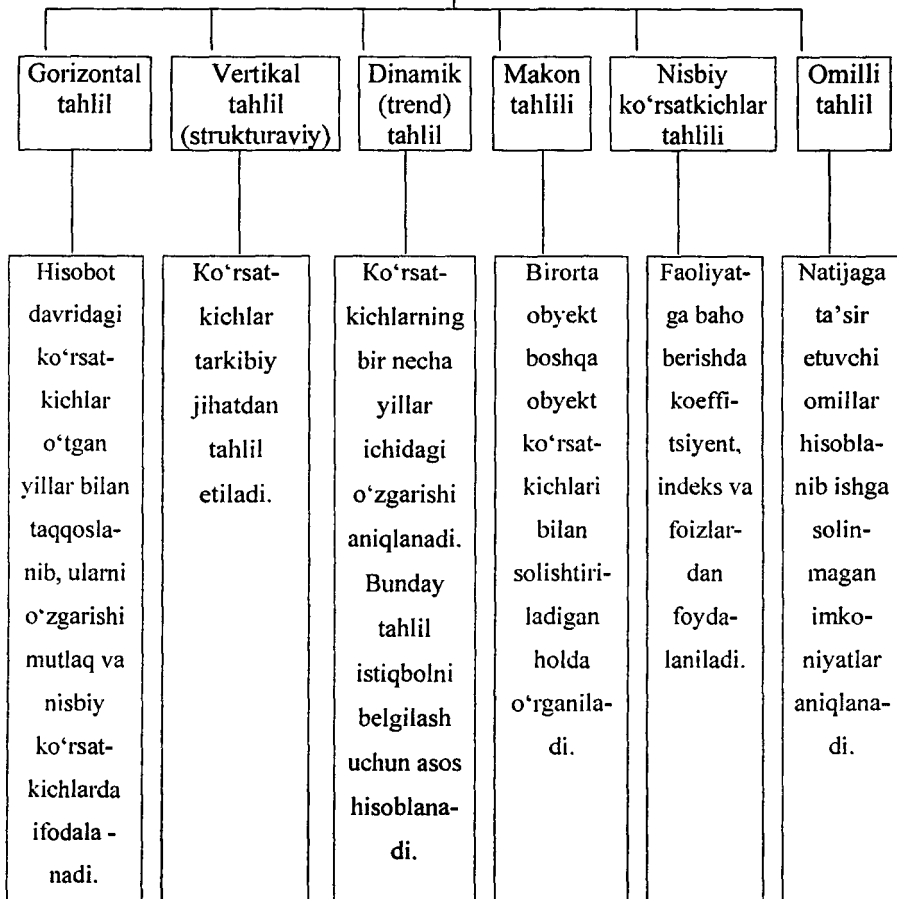 Gorizontal
tahlil
Vertikal
tahlil
(strukturaviy)
Dinamik
(trend)
tahlil
Makon
tahlili
Nisbiy
ko‘rsatkichlar
tahlili
Omilli
tahlil
Hisobot
davridagi
ko‘rsat-
kichlar
o‘tgan
yillar bilan
taqqosla-
nib, ularni
o‘zgarishi
mutlaq va
nisbiy
ko‘rsat-
kichlarda
ifodala -
nadi.
Ko‘rsat-
kichlar
tarkibiy
jihatdan
tahlil
etiladi.
Ko‘rsat-
kichlarning
bir necha
yillar
ichidagi
o‘zgarishi
aniqlanadi.
Bunday
tahlil
istiqbolni
belgilash
uchun asos
hisoblana-
di.
Birorta
obyekt
boshqa
obyekt
ko‘rsat-
kichlari
bilan
solishtiri-
ladigan
holda
o‘rganila-
di.
Faoliyat-
ga baho
berishda
koeffi-
tsiyent,
indeks va
foizlar-
dan
foyda-
laniladi.
Natijaga
ta’sir
etuvchi
omillar
hisobla-
nib ishga
solin-
magan
imko-
niyatlar
aniqlana-
di.